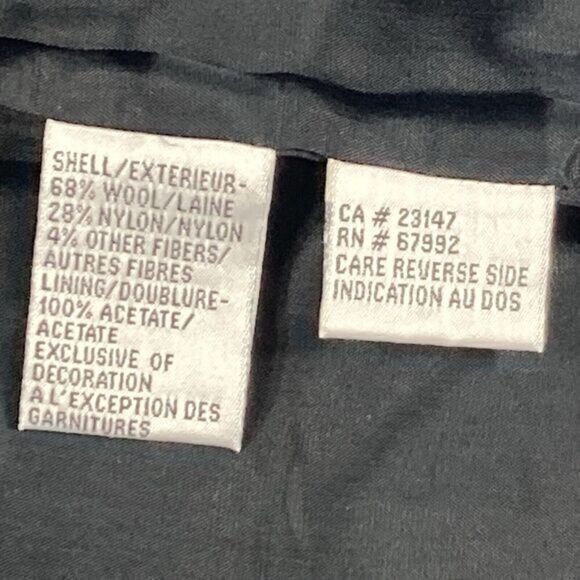 SHELL/EXTERIEUR-
68% WOOL/LAINE
28% NYLON/NYLON
4% OTHER FIBERS/
AUTRES FIBRES
LINING/DOUBLURE-
100% ACETATE/
ACETATE
EXCLUSIVE OF
DECORATION
A L'EXCEPTION DES
GARNITURES
CA # 23147
RN # 67992
CARE REVERSE SIDE
INDICATION AU DOS